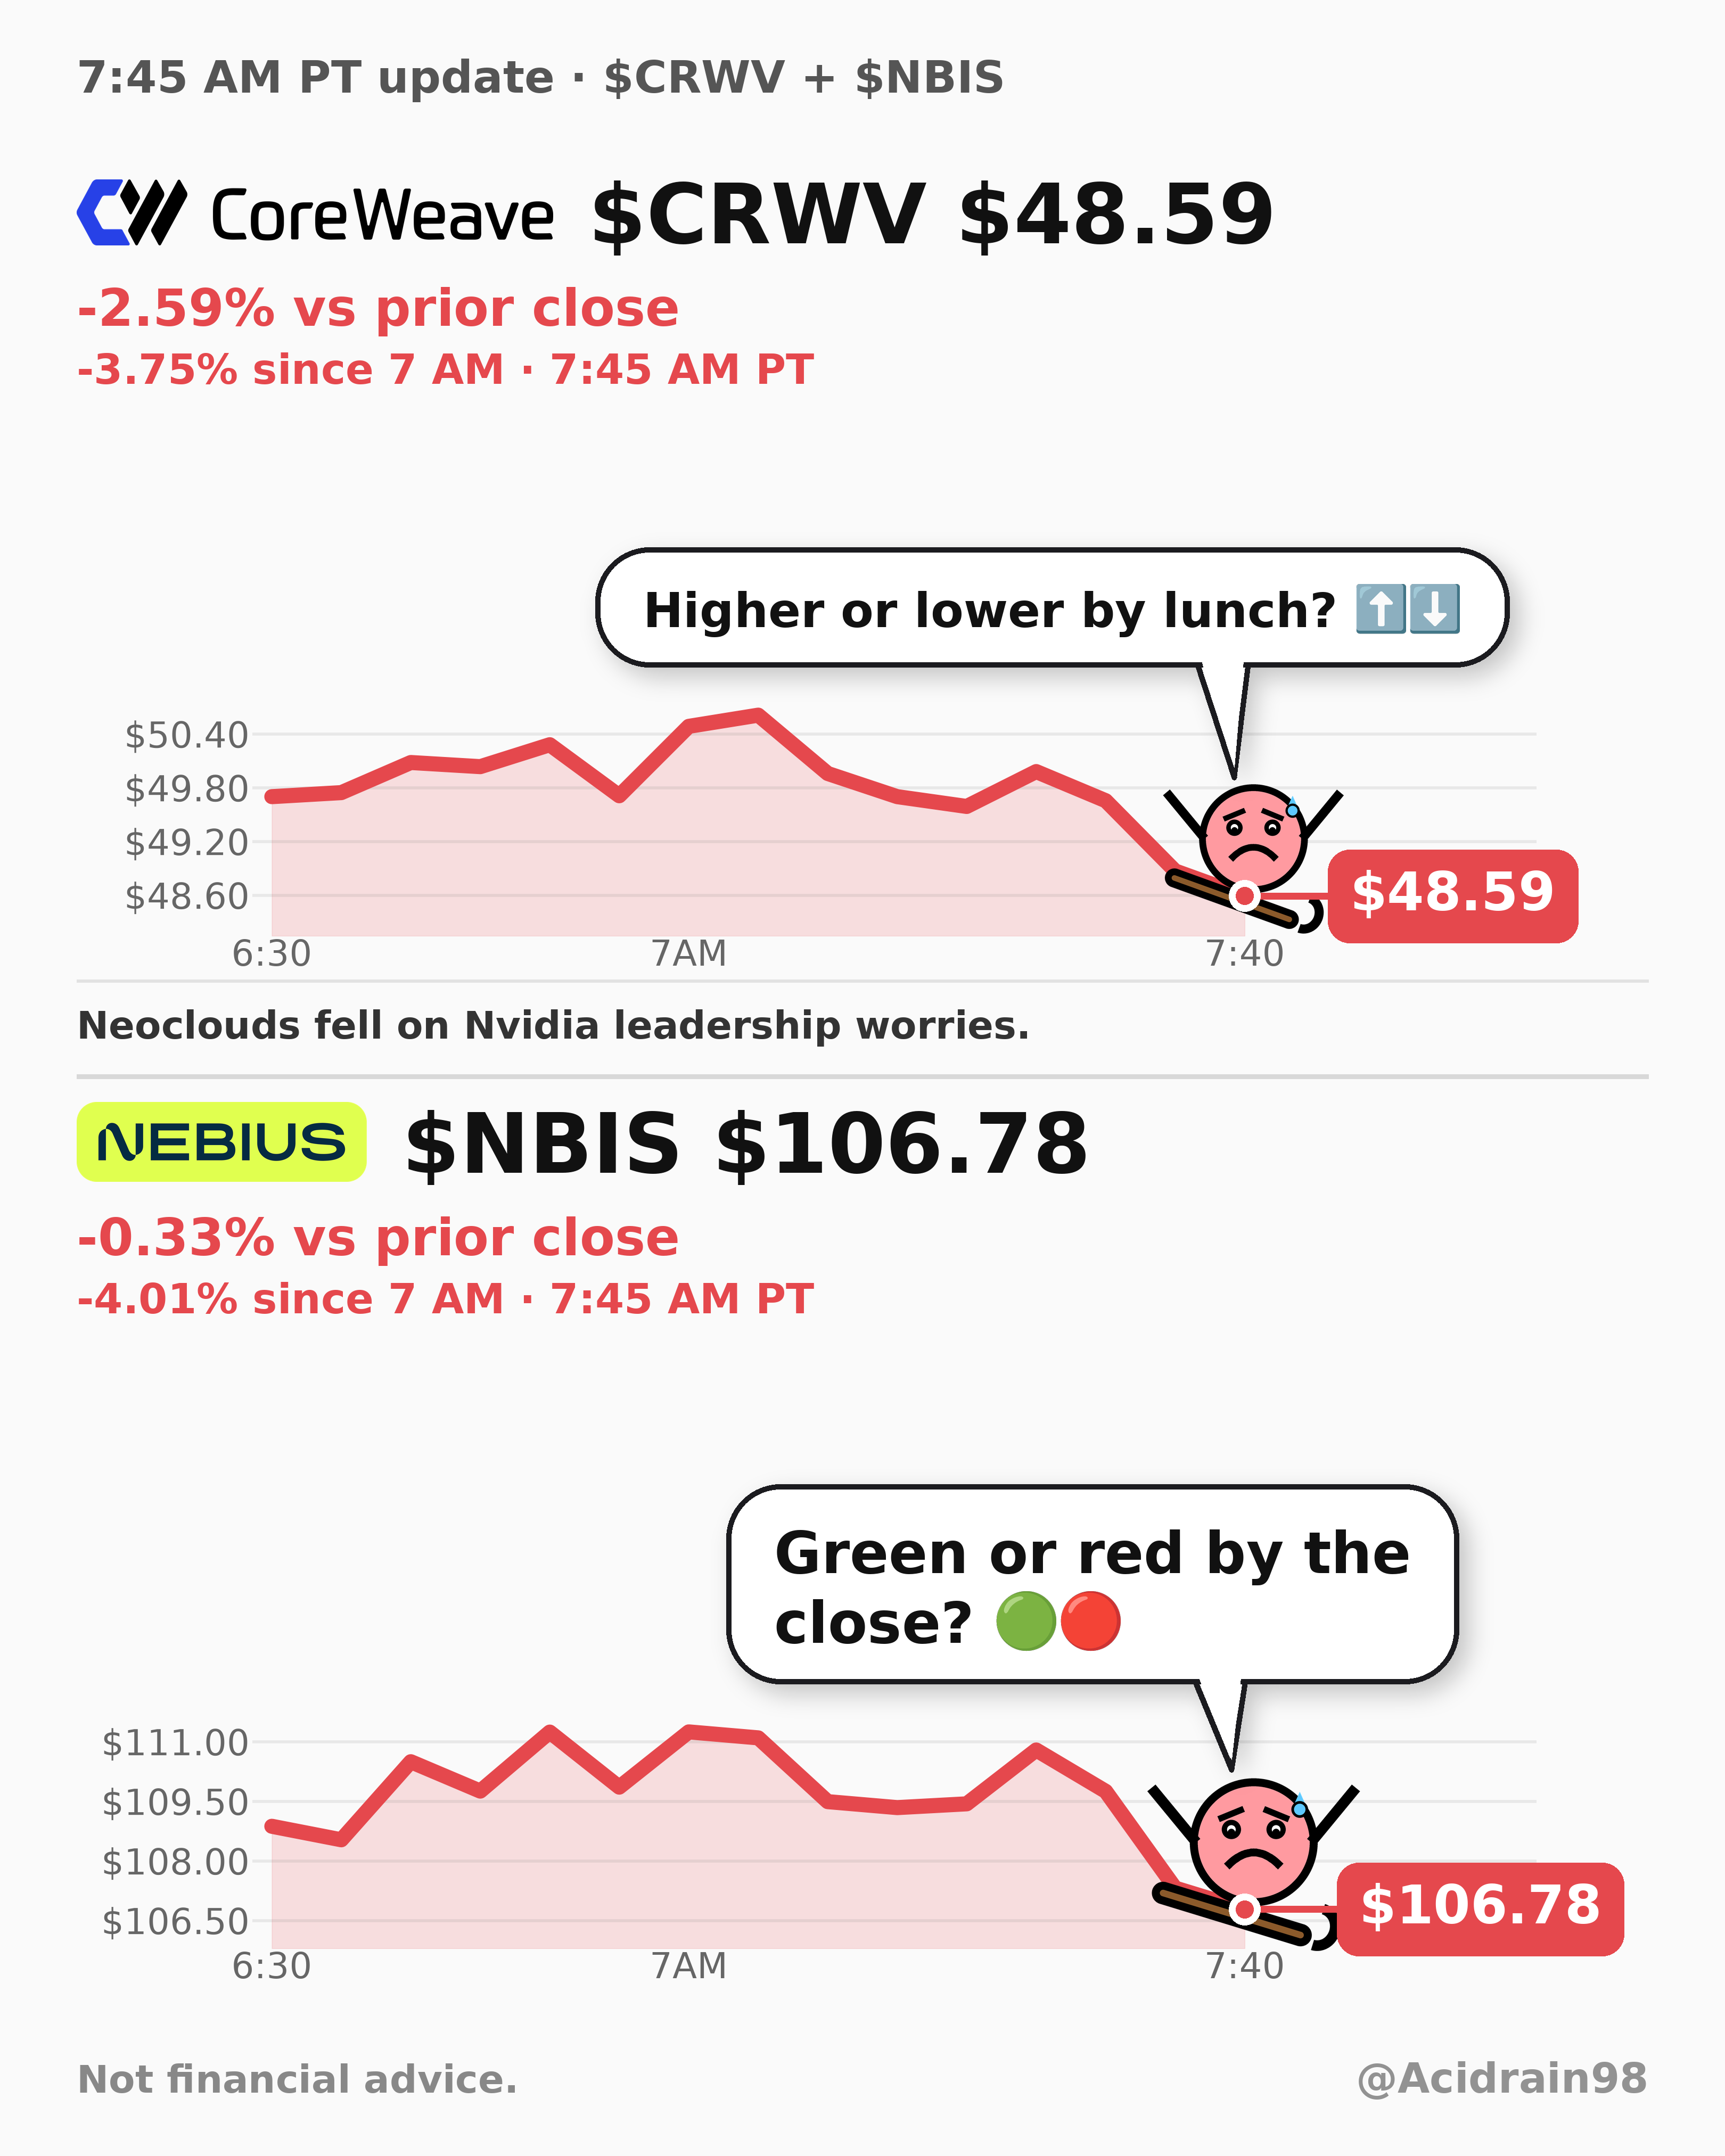 7:45 AM PT update · $CRWV + $NBIS
CoreWeave $CRWV $48.59
-2.59% vs prior close
-3.75% since 7 AM · 7:45 AM PT
Higher or lower by lunch? ⬆️⬇️
$50.40
$49.80
$49.20
$48.60
$48.59
6:30 7AM 7:40
Neoclouds fell on Nvidia leadership worries.
NEBIUS $NBIS $106.78
-0.33% vs prior close
-4.01% since 7 AM · 7:45 AM PT
Green or red by the
close? 🟢🔴
$111.00
$109.50
$108.00
$106.50
$106.78
6:30 7AM 7:40
Not financial advice. @Acidrain98